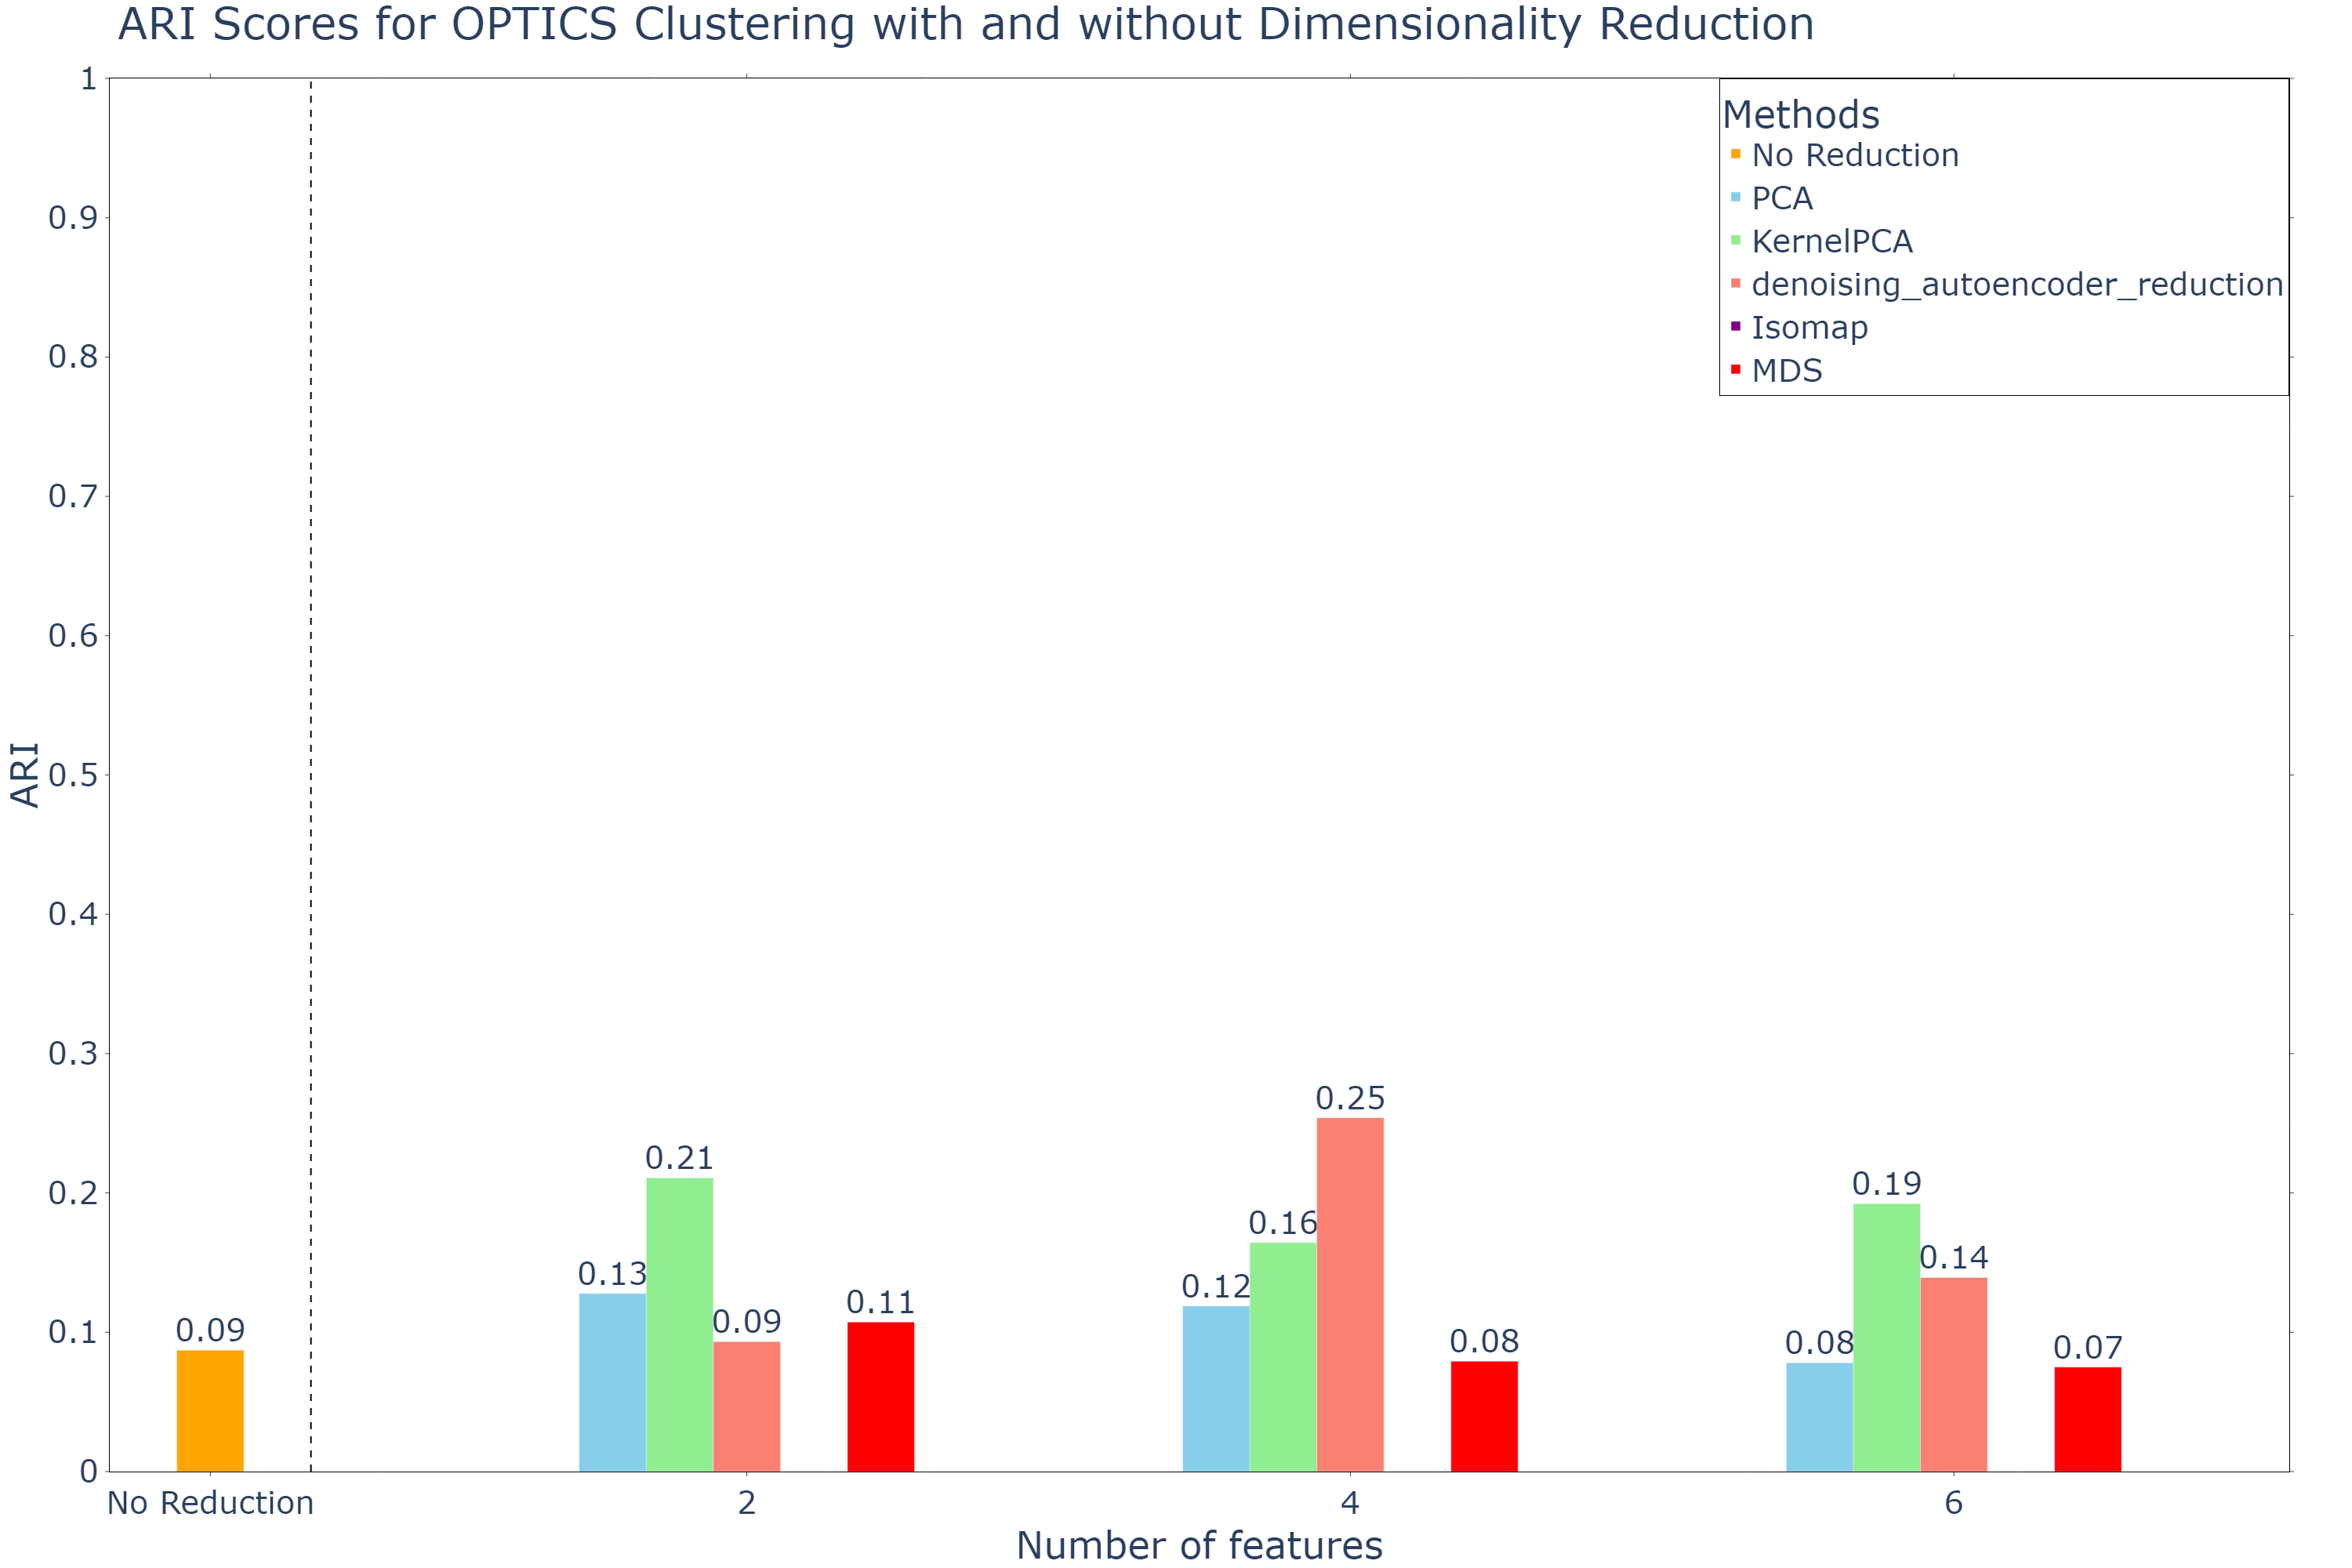 ARI Scores for OPTICS Clustering with and without Dimensionality Reduction
Methods
No Reduction
PCA
KernelPCA
denoising_autoencoder_reduction
Isomap
MDS
ARI
1
0.9
0.8
0.7
0.6
0.5
0.4
0.3
0.2
0.1
0
0.09
0.13
0.21
0.09
0.11
0.12
0.16
0.25
0.08
0.08
0.19
0.14
0.07
No Reduction
2
4
6
Number of features